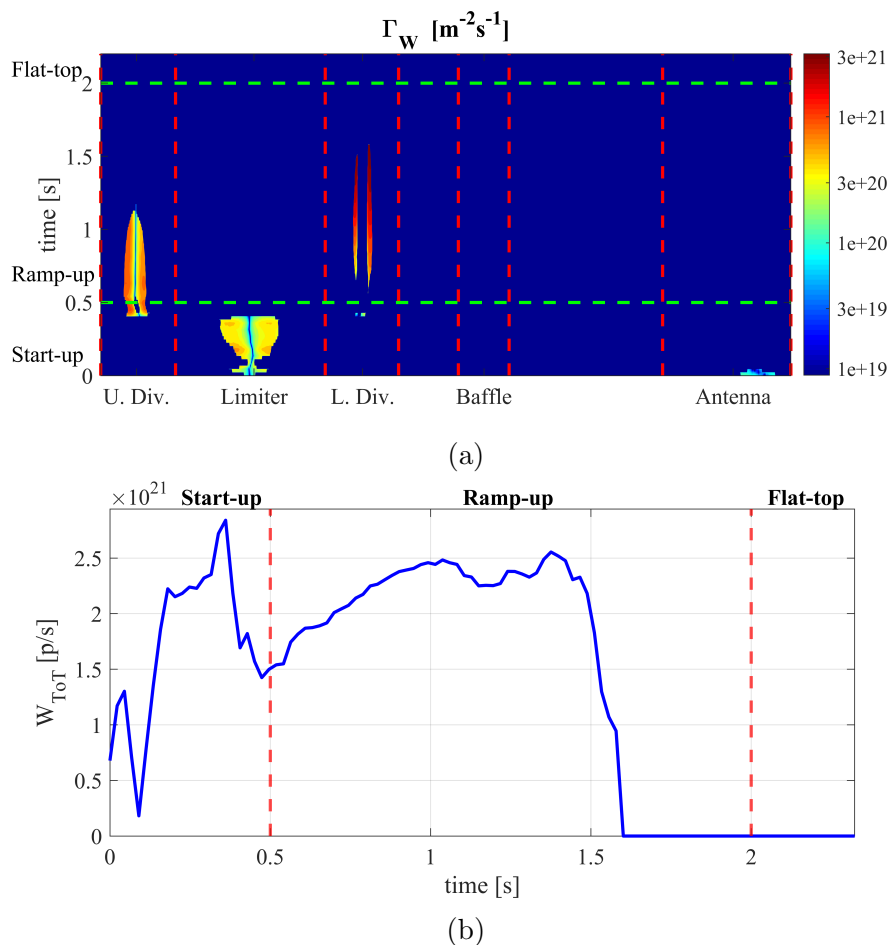 Γ_W [m⁻²s⁻¹]
Flat-top 2 3e+21
1e+21
1.5
time [s] 1 3e+20
Ramp-up 1e+20
0.5
3e+19
Start-up
0 1e+19
U. Div. Limiter L. Div. Baffle Antenna
(a)
×10²¹ Start-up Ramp-up Flat-top
2.5
2
1.5
W_ToT [p/s]
1
0.5
0
0 0.5 1 1.5 2
time [s]
(b)